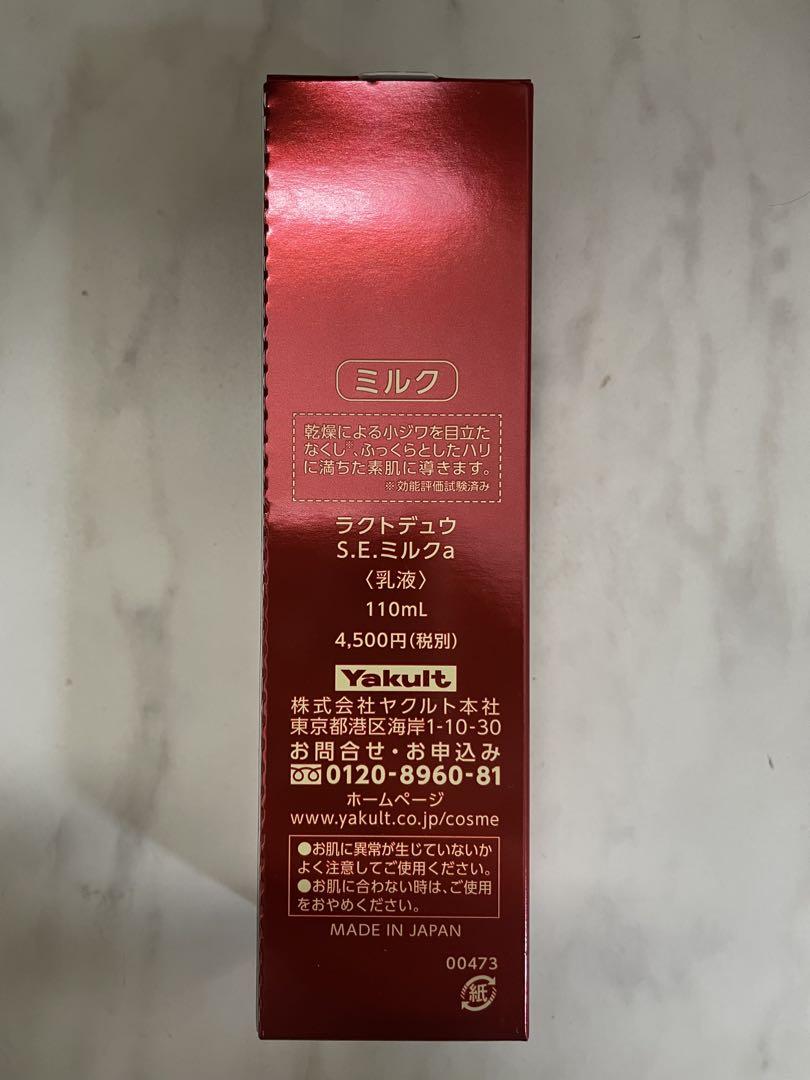 ミルク
乾燥による小ジワを目立た
なくし※、ふっくらとしたハリ
に満ちた素肌に導きます。
※効能評価試験済み
ラクトデュウ
S.E.ミルクa
〈乳液〉
110mL
4,500円(税別)
Yakult
株式会社ヤクルト本社
東京都港区海岸1-10-30
お問合せ・お申込み
0120-8960-81
ホームページ
www.yakult.co.jp/cosme
●お肌に異常が生じていないか
よく注意してご使用ください。
●お肌に合わない時は、ご使用
をおやめください。
MADE IN JAPAN
00473
紙